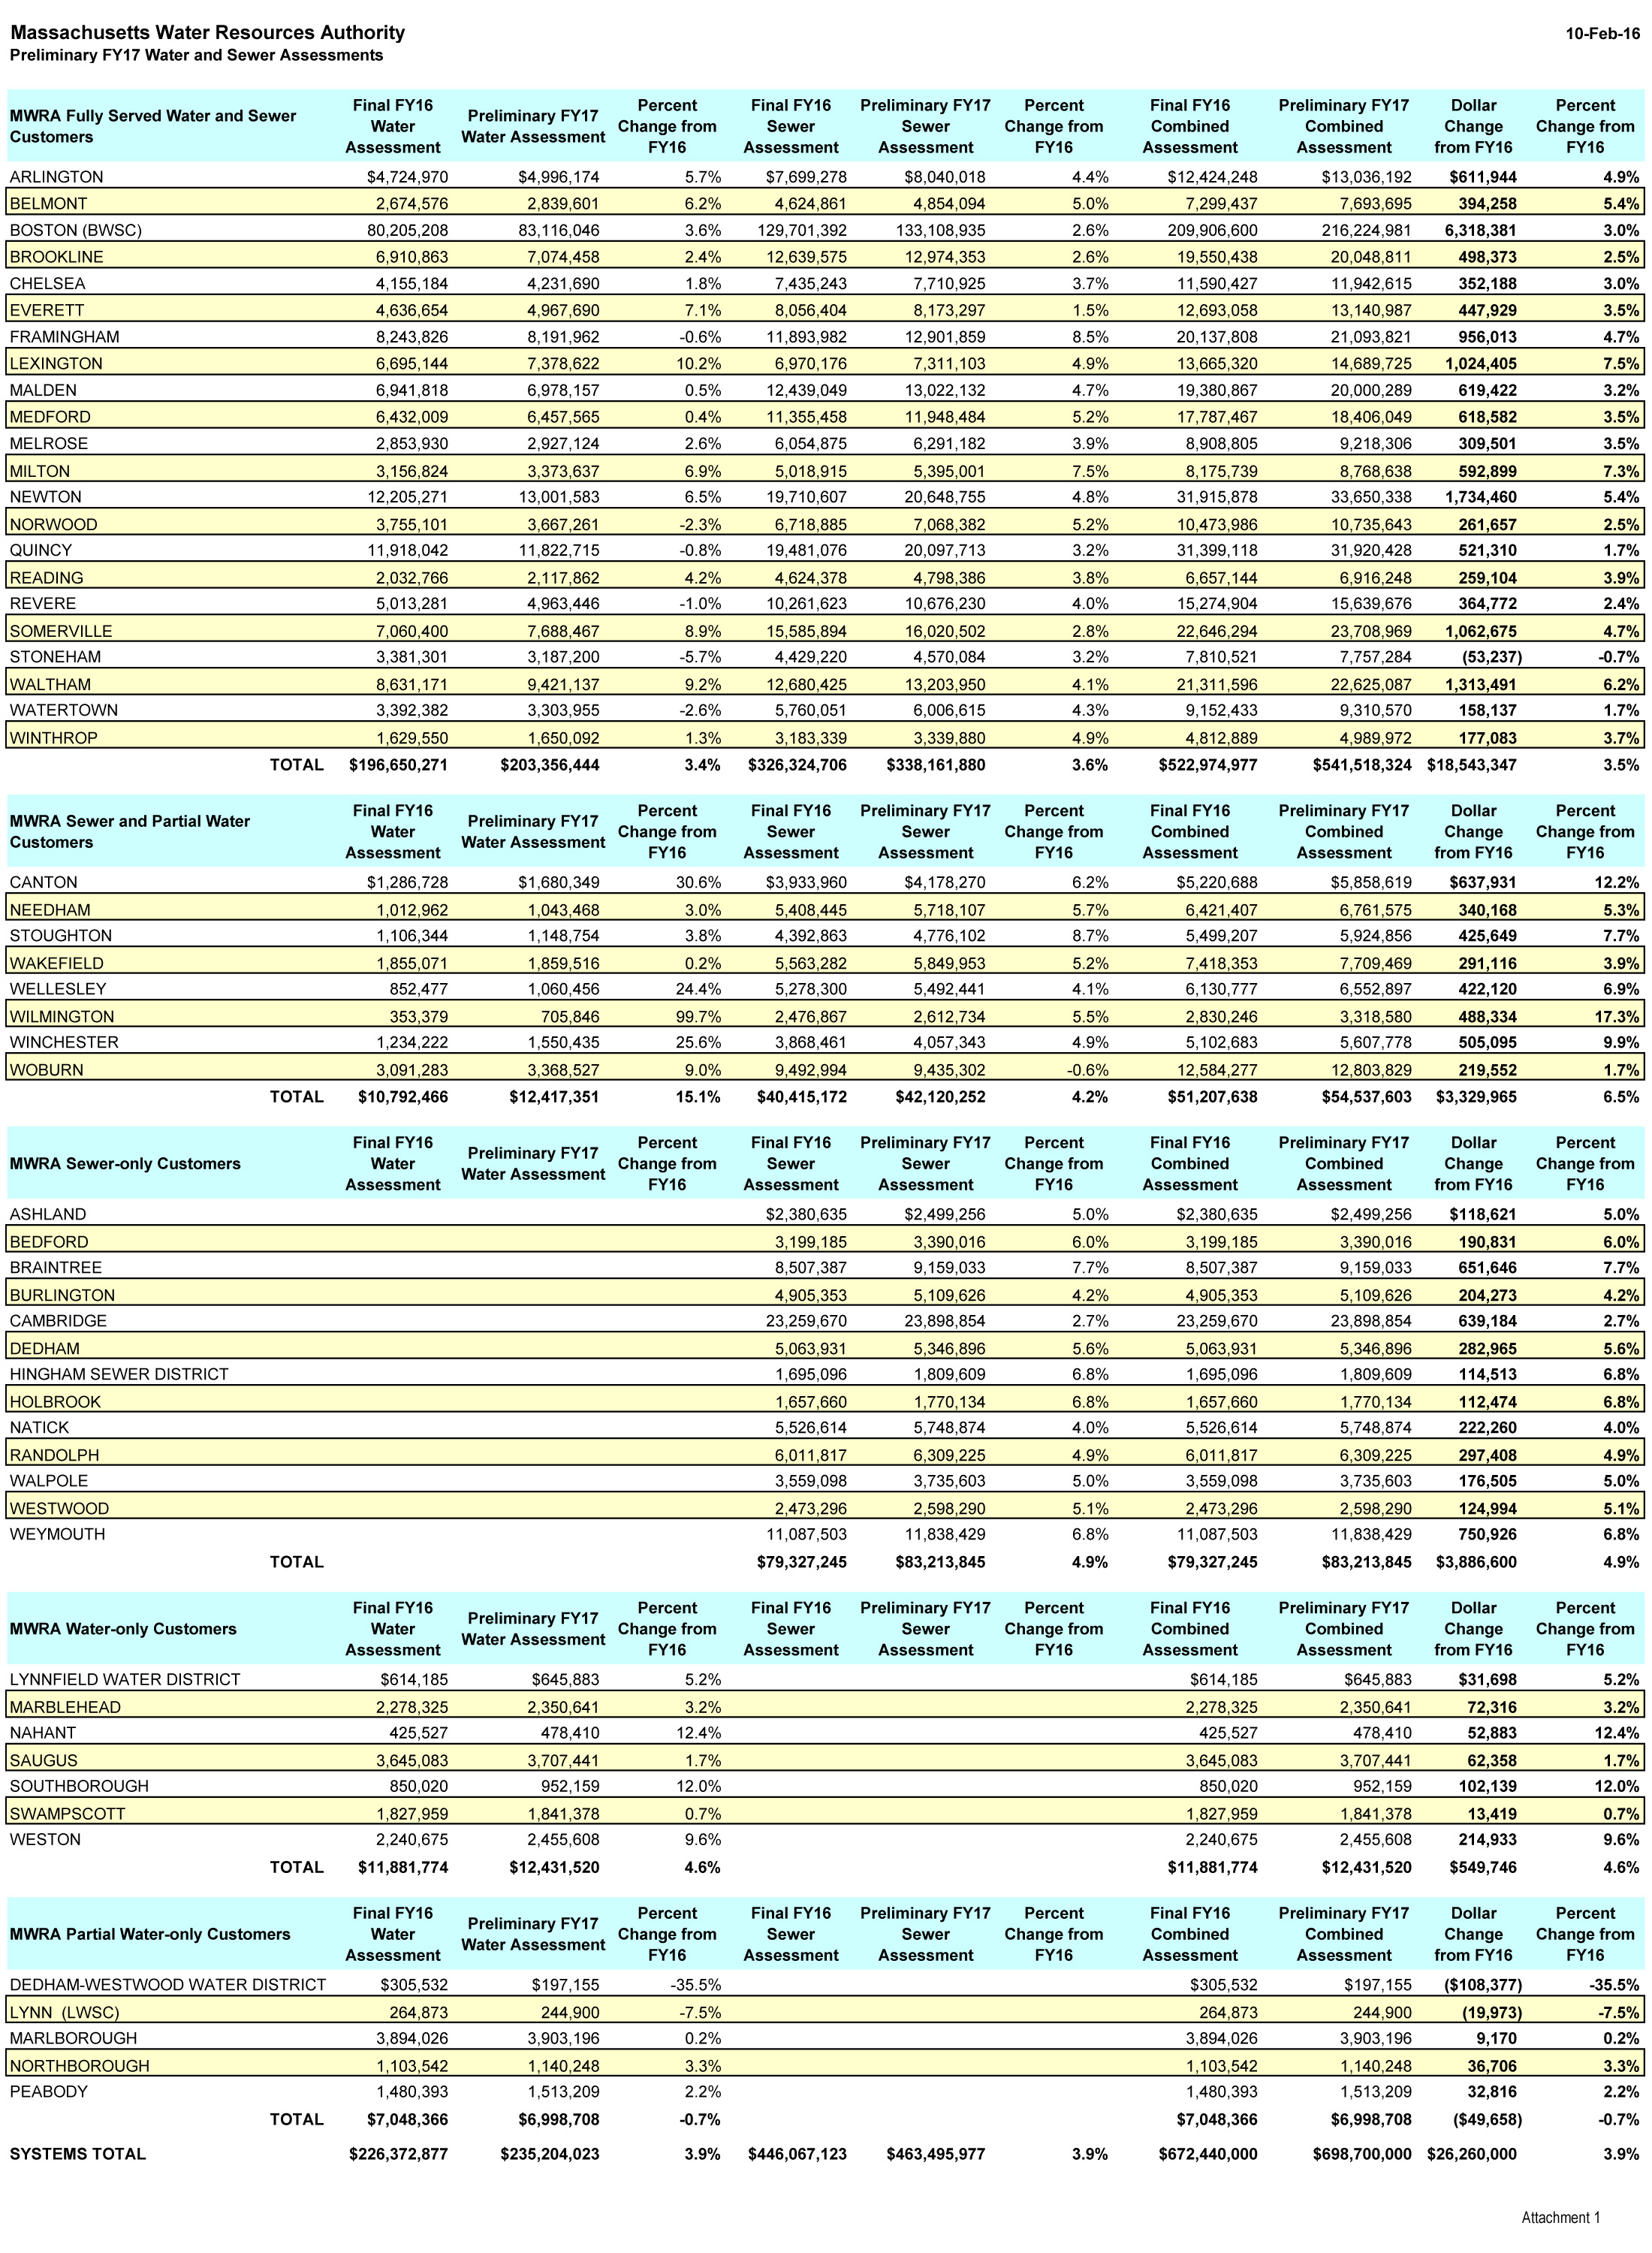 Massachusetts Water Resources Authority 10-Feb-16
Preliminary FY17 Water and Sewer Assessments
MWRA Fully Served Water and Sewer Customers Final FY16 Water Assessment Preliminary FY17 Water Assessment Percent Change from FY16 Final FY16 Sewer Assessment Preliminary FY17 Sewer Assessment Percent Change from FY16 Final FY16 Combined Assessment Preliminary FY17 Combined Assessment Dollar Change from FY16 Percent Change from FY16
ARLINGTON $4,724,970 $4,996,174 5.7% $7,699,278 $8,040,018 4.4% $12,424,248 $13,036,192 $611,944 4.9%
BELMONT 2,674,576 2,839,601 6.2% 4,624,861 4,854,094 5.0% 7,299,437 7,693,695 394,258 5.4%
BOSTON (BWSC) 80,205,208 83,116,046 3.6% 129,701,392 133,108,935 2.6% 209,906,600 216,224,981 6,318,381 3.0%
BROOKLINE 6,910,863 7,074,458 2.4% 12,639,575 12,974,353 2.6% 19,550,438 20,048,811 498,373 2.5%
CHELSEA 4,155,184 4,231,690 1.8% 7,435,243 7,710,925 3.7% 11,590,427 11,942,615 352,188 3.0%
EVERETT 4,636,654 4,967,690 7.1% 8,056,404 8,173,297 1.5% 12,693,058 13,140,987 447,929 3.5%
FRAMINGHAM 8,243,826 8,191,962 -0.6% 11,893,982 12,901,859 8.5% 20,137,808 21,093,821 956,013 4.7%
LEXINGTON 6,695,144 7,378,622 10.2% 6,970,176 7,311,103 4.9% 13,665,320 14,689,725 1,024,405 7.5%
MALDEN 6,941,818 6,978,157 0.5% 12,439,049 13,022,132 4.7% 19,380,867 20,000,289 619,422 3.2%
MEDFORD 6,432,009 6,457,565 0.4% 11,355,458 11,948,484 5.2% 17,787,467 18,406,049 618,582 3.5%
MELROSE 2,853,930 2,927,124 2.6% 6,054,875 6,291,182 3.9% 8,908,805 9,218,306 309,501 3.5%
MILTON 3,156,824 3,373,637 6.9% 5,018,915 5,395,001 7.5% 8,175,739 8,768,638 592,899 7.3%
NEWTON 12,205,271 13,001,583 6.5% 19,710,607 20,648,755 4.8% 31,915,878 33,650,338 1,734,460 5.4%
NORWOOD 3,755,101 3,667,261 -2.3% 6,718,885 7,068,382 5.2% 10,473,986 10,735,643 261,657 2.5%
QUINCY 11,918,042 11,822,715 -0.8% 19,481,076 20,097,713 3.2% 31,399,118 31,920,428 521,310 1.7%
READING 2,032,766 2,117,862 4.2% 4,624,378 4,798,386 3.8% 6,657,144 6,916,248 259,104 3.9%
REVERE 5,013,281 4,963,446 -1.0% 10,261,623 10,676,230 4.0% 15,274,904 15,639,676 364,772 2.4%
SOMERVILLE 7,060,400 7,688,467 8.9% 15,585,894 16,020,502 2.8% 22,646,294 23,708,969 1,062,675 4.7%
STONEHAM 3,381,301 3,187,200 -5.7% 4,429,220 4,570,084 3.2% 7,810,521 7,757,284 (53,237) -0.7%
WALTHAM 8,631,171 9,421,137 9.2% 12,680,425 13,203,950 4.1% 21,311,596 22,625,087 1,313,491 6.2%
WATERTOWN 3,392,382 3,303,955 -2.6% 5,760,051 6,006,615 4.3% 9,152,433 9,310,570 158,137 1.7%
WINTHROP 1,629,550 1,650,092 1.3% 3,183,339 3,339,880 4.9% 4,812,889 4,989,972 177,083 3.7%
TOTAL $196,650,271 $203,356,444 3.4% $326,324,706 $338,161,880 3.6% $522,974,977 $541,518,324 $18,543,347 3.5%
MWRA Sewer and Partial Water Customers Final FY16 Water Assessment Preliminary FY17 Water Assessment Percent Change from FY16 Final FY16 Sewer Assessment Preliminary FY17 Sewer Assessment Percent Change from FY16 Final FY16 Combined Assessment Preliminary FY17 Combined Assessment Dollar Change from FY16 Percent Change from FY16
CANTON $1,286,728 $1,680,349 30.6% $3,933,960 $4,178,270 6.2% $5,220,688 $5,858,619 $637,931 12.2%
NEEDHAM 1,012,962 1,043,468 3.0% 5,408,445 5,718,107 5.7% 6,421,407 6,761,575 340,168 5.3%
STOUGHTON 1,106,344 1,148,754 3.8% 4,392,863 4,776,102 8.7% 5,499,207 5,924,856 425,649 7.7%
WAKEFIELD 1,855,071 1,859,516 0.2% 5,563,282 5,849,953 5.2% 7,418,353 7,709,469 291,116 3.9%
WELLESLEY 852,477 1,060,456 24.4% 5,278,300 5,492,441 4.1% 6,130,777 6,552,897 422,120 6.9%
WILMINGTON 353,379 705,846 99.7% 2,476,867 2,612,734 5.5% 2,830,246 3,318,580 488,334 17.3%
WINCHESTER 1,234,222 1,550,435 25.6% 3,868,461 4,057,343 4.9% 5,102,683 5,607,778 505,095 9.9%
WOBURN 3,091,283 3,368,527 9.0% 9,492,994 9,435,302 -0.6% 12,584,277 12,803,829 219,552 1.7%
TOTAL $10,792,466 $12,417,351 15.1% $40,415,172 $42,120,252 4.2% $51,207,638 $54,537,603 $3,329,965 6.5%
MWRA Sewer-only Customers Final FY16 Water Assessment Preliminary FY17 Water Assessment Percent Change from FY16 Final FY16 Sewer Assessment Preliminary FY17 Sewer Assessment Percent Change from FY16 Final FY16 Combined Assessment Preliminary FY17 Combined Assessment Dollar Change from FY16 Percent Change from FY16
ASHLAND $2,380,635 $2,499,256 5.0% $2,380,635 $2,499,256 $118,621 5.0%
BEDFORD 3,199,185 3,390,016 6.0% 3,199,185 3,390,016 190,831 6.0%
BRAINTREE 8,507,387 9,159,033 7.7% 8,507,387 9,159,033 651,646 7.7%
BURLINGTON 4,905,353 5,109,626 4.2% 4,905,353 5,109,626 204,273 4.2%
CAMBRIDGE 23,259,670 23,898,854 2.7% 23,259,670 23,898,854 639,184 2.7%
DEDHAM 5,063,931 5,346,896 5.6% 5,063,931 5,346,896 282,965 5.6%
HINGHAM SEWER DISTRICT 1,695,096 1,809,609 6.8% 1,695,096 1,809,609 114,513 6.8%
HOLBROOK 1,657,660 1,770,134 6.8% 1,657,660 1,770,134 112,474 6.8%
NATICK 5,526,614 5,748,874 4.0% 5,526,614 5,748,874 222,260 4.0%
RANDOLPH 6,011,817 6,309,225 4.9% 6,011,817 6,309,225 297,408 4.9%
WALPOLE 3,559,098 3,735,603 5.0% 3,559,098 3,735,603 176,505 5.0%
WESTWOOD 2,473,296 2,598,290 5.1% 2,473,296 2,598,290 124,994 5.1%
WEYMOUTH 11,087,503 11,838,429 6.8% 11,087,503 11,838,429 750,926 6.8%
TOTAL $79,327,245 $83,213,845 4.9% $79,327,245 $83,213,845 $3,886,600 4.9%
MWRA Water-only Customers Final FY16 Water Assessment Preliminary FY17 Water Assessment Percent Change from FY16 Final FY16 Sewer Assessment Preliminary FY17 Sewer Assessment Percent Change from FY16 Final FY16 Combined Assessment Preliminary FY17 Combined Assessment Dollar Change from FY16 Percent Change from FY16
LYNNFIELD WATER DISTRICT $614,185 $645,883 5.2% $614,185 $645,883 $31,698 5.2%
MARBLEHEAD 2,278,325 2,350,641 3.2% 2,278,325 2,350,641 72,316 3.2%
NAHANT 425,527 478,410 12.4% 425,527 478,410 52,883 12.4%
SAUGUS 3,645,083 3,707,441 1.7% 3,645,083 3,707,441 62,358 1.7%
SOUTHBOROUGH 850,020 952,159 12.0% 850,020 952,159 102,139 12.0%
SWAMPSCOTT 1,827,959 1,841,378 0.7% 1,827,959 1,841,378 13,419 0.7%
WESTON 2,240,675 2,455,608 9.6% 2,240,675 2,455,608 214,933 9.6%
TOTAL $11,881,774 $12,431,520 4.6% $11,881,774 $12,431,520 $549,746 4.6%
MWRA Partial Water-only Customers Final FY16 Water Assessment Preliminary FY17 Water Assessment Percent Change from FY16 Final FY16 Sewer Assessment Preliminary FY17 Sewer Assessment Percent Change from FY16 Final FY16 Combined Assessment Preliminary FY17 Combined Assessment Dollar Change from FY16 Percent Change from FY16
DEDHAM-WESTWOOD WATER DISTRICT $305,532 $197,155 -35.5% $305,532 $197,155 ($108,377) -35.5%
LYNN (LWSC) 264,873 244,900 -7.5% 264,873 244,900 (19,973) -7.5%
MARLBOROUGH 3,894,026 3,903,196 0.2% 3,894,026 3,903,196 9,170 0.2%
NORTHBOROUGH 1,103,542 1,140,248 3.3% 1,103,542 1,140,248 36,706 3.3%
PEABODY 1,480,393 1,513,209 2.2% 1,480,393 1,513,209 32,816 2.2%
TOTAL $7,048,366 $6,998,708 -0.7% $7,048,366 $6,998,708 ($49,658) -0.7%
SYSTEMS TOTAL $226,372,877 $235,204,023 3.9% $446,067,123 $463,495,977 3.9% $672,440,000 $698,700,000 $26,260,000 3.9%
Attachment 1